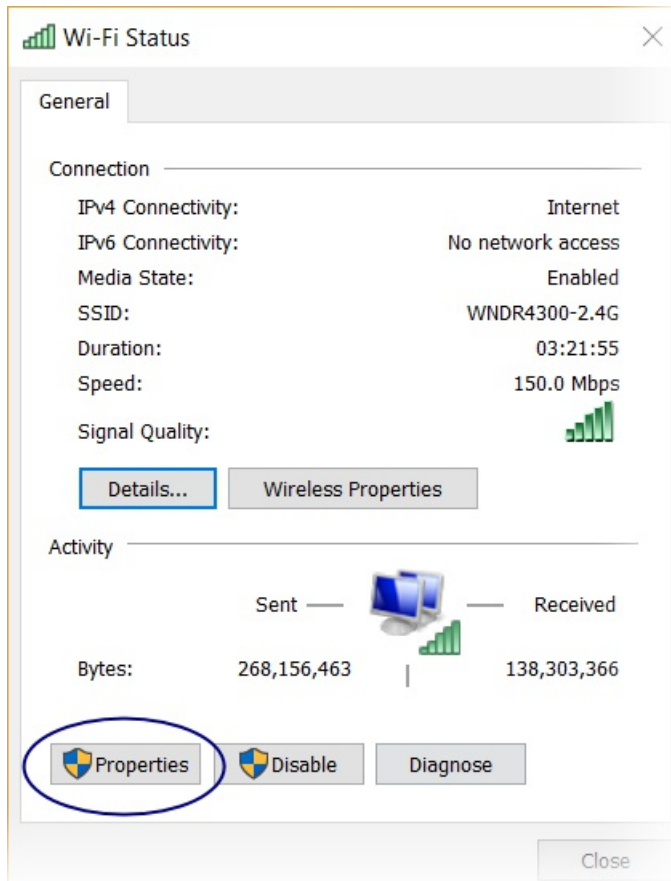 Wi-Fi Status
General
Connection
IPv4 Connectivity: Internet
IPv6 Connectivity: No network access
Media State: Enabled
SSID: WNDR4300-2.4G
Duration: 03:21:55
Speed: 150.0 Mbps
Signal Quality:
Details... Wireless Properties
Activity
Sent Received
Bytes: 268,156,463 138,303,366
Properties Disable Diagnose
Close